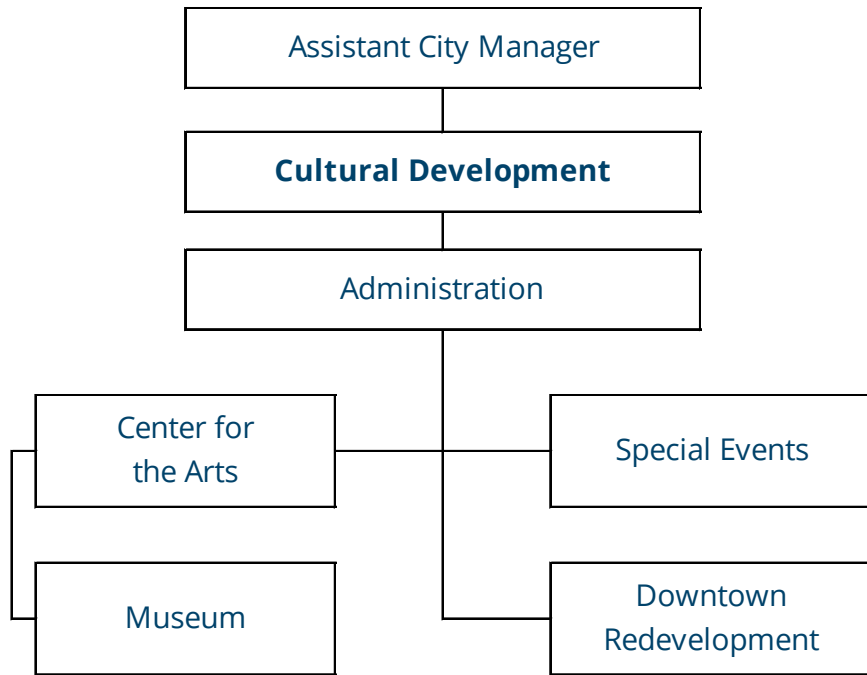 Assistant City Manager
Cultural Development
Administration
Center for
the Arts
Special Events
Museum
Downtown
Redevelopment